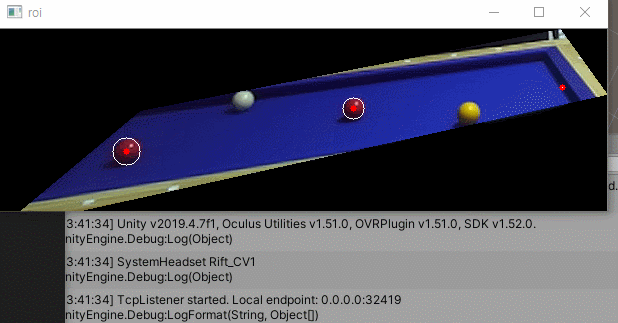 roi
d.
3:41:34] Unity v2019.4.7f1, Oculus Utilities v1.51.0, OVRPlugin v1.51.0, SDK v1.52.0.
nityEngine.Debug:Log(Object)
3:41:34] SystemHeadset Rift_CV1
nityEngine.Debug:Log(Object)
3:41:34] TcpListener started. Local endpoint: 0.0.0.0:32419
nityEngine.Debug:LogFormat(String, Object[])